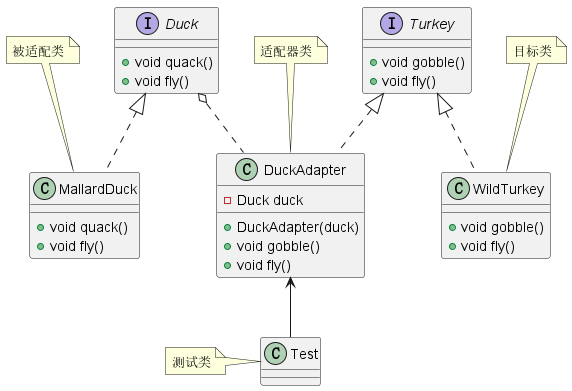 被适配类
I Duck
void quack()
void fly()
适配器类
I Turkey
void gobble()
void fly()
目标类
C MallardDuck
void quack()
void fly()
C DuckAdapter
Duck duck
DuckAdapter(duck)
void gobble()
void fly()
C WildTurkey
void gobble()
void fly()
测试类
C Test